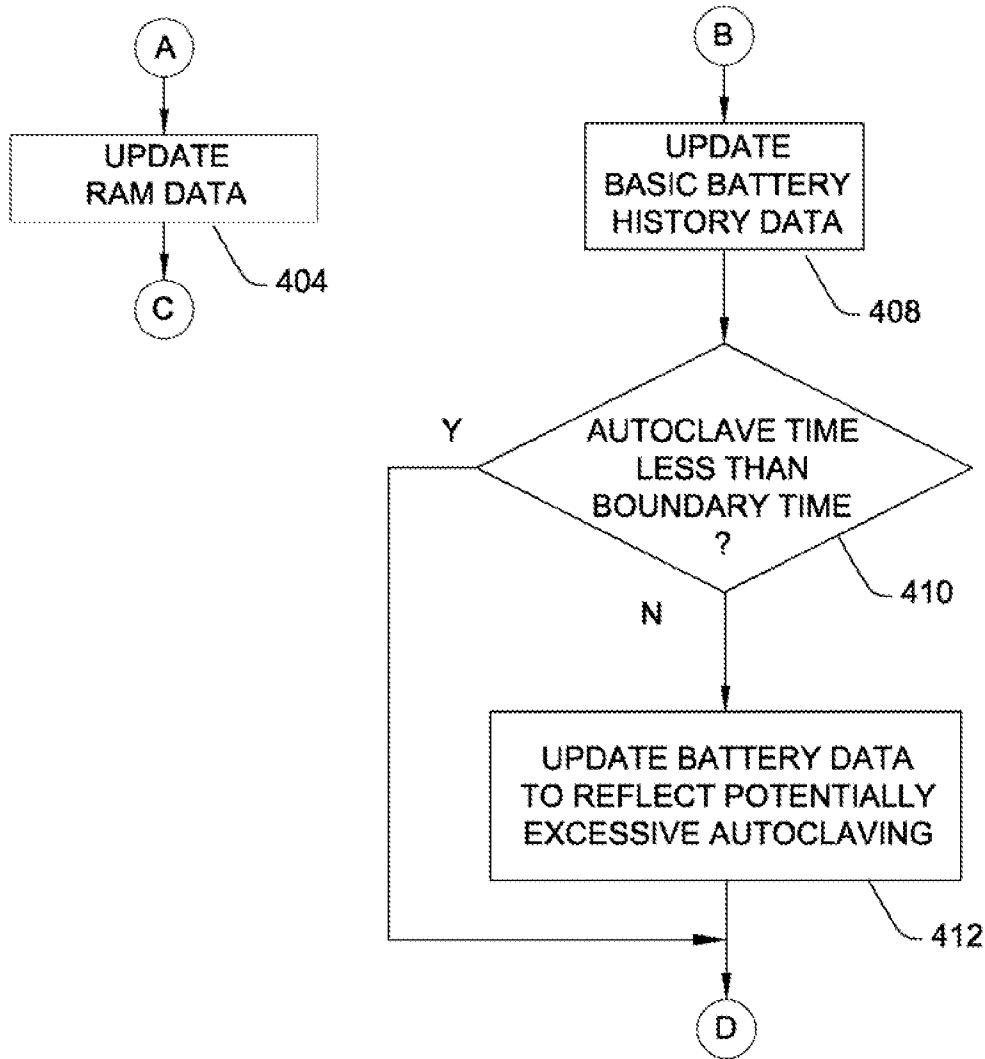 A
UPDATE
RAM DATA
404
C
B
UPDATE
BASIC BATTERY
HISTORY DATA
408
Y
AUTOCLAVE TIME
LESS THAN
BOUNDARY TIME
?
410
N
UPDATE BATTERY DATA
TO REFLECT POTENTIALLY
EXCESSIVE AUTOCLAVING
412
D